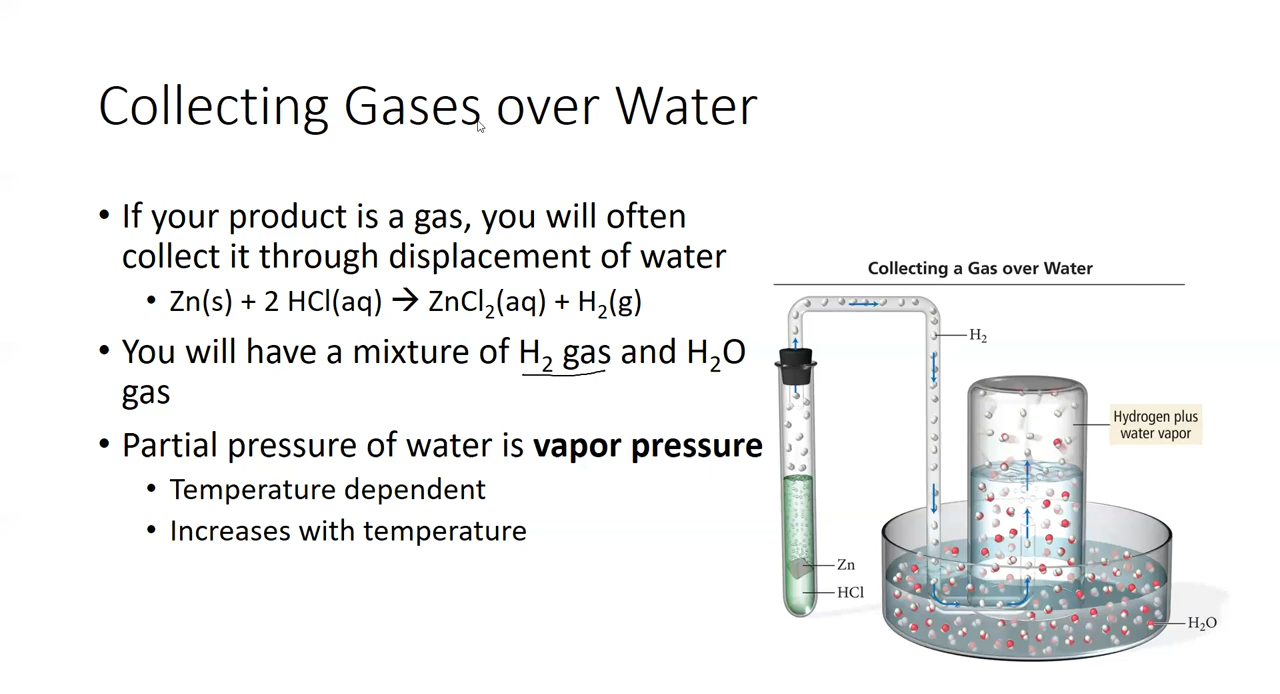 Collecting Gases over Water
• If your product is a gas, you will often
collect it through displacement of water
• Zn(s) + 2 HCl(aq) → ZnCl₂(aq) + H₂(g)
• You will have a mixture of H₂ gas and H₂O
gas
• Partial pressure of water is vapor pressure
• Temperature dependent
• Increases with temperature
Collecting a Gas over Water
H₂
Hydrogen plus
water vapor
Zn
HCl
H₂O